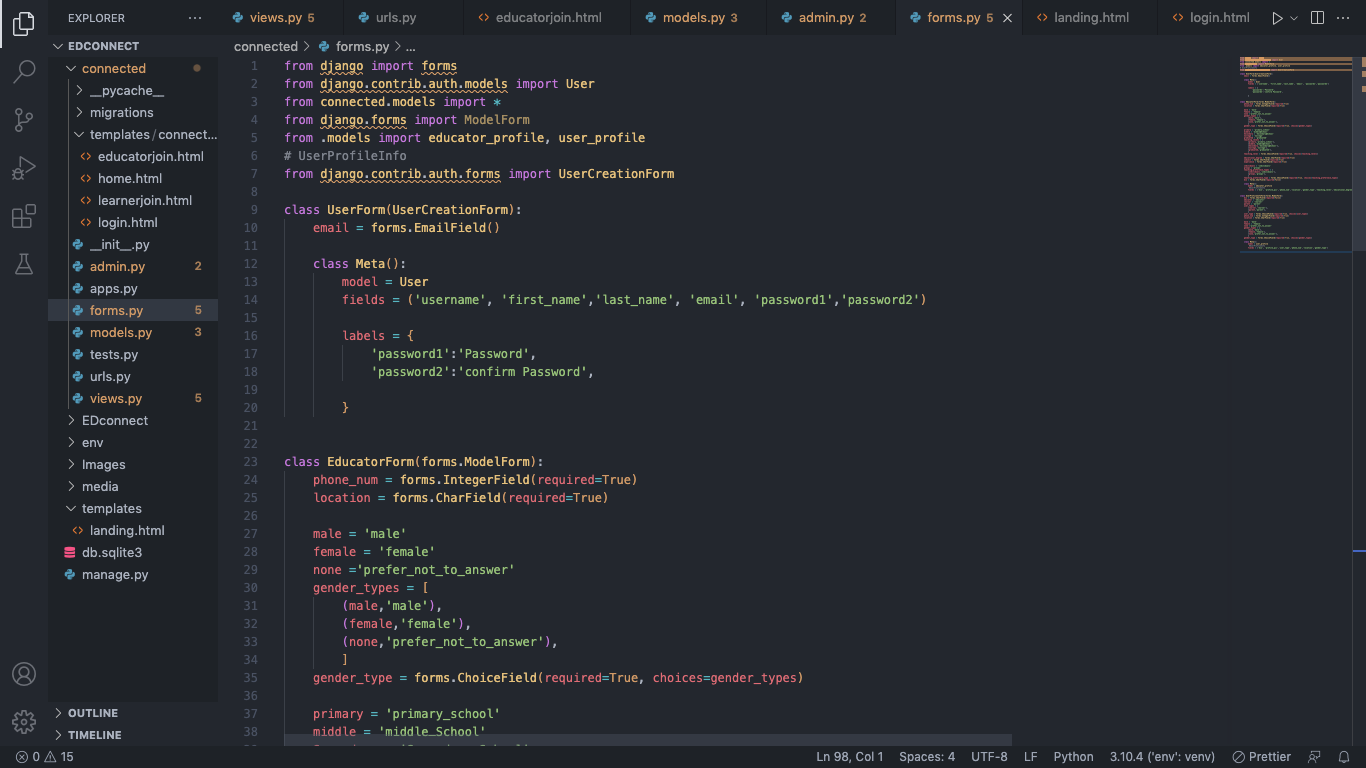 EXPLORER ...
EDCONNECT
connected
__pycache__
migrations
templates / connect...
educatorjoin.html
home.html
learnerjoin.html
login.html
__init__.py
admin.py 2
apps.py
forms.py 5
models.py 3
tests.py
urls.py
views.py 5
EDconnect
env
Images
media
templates
landing.html
db.sqlite3
manage.py
OUTLINE
TIMELINE
views.py 5 urls.py educatorjoin.html models.py 3 admin.py 2 forms.py 5 landing.html login.html
connected > forms.py > ...
1 from django import forms
2 from django.contrib.auth.models import User
3 from connected.models import *
4 from django.forms import ModelForm
5 from .models import educator_profile, user_profile
6 # UserProfileInfo
7 from django.contrib.auth.forms import UserCreationForm
8
9 class UserForm(UserCreationForm):
10 email = forms.EmailField()
11
12 class Meta():
13 model = User
14 fields = ('username', 'first_name','last_name', 'email', 'password1','password2')
15
16 labels = {
17 'password1':'Password',
18 'password2':'confirm Password',
19
20 }
21
22
23 class EducatorForm(forms.ModelForm):
24 phone_num = forms.IntegerField(required=True)
25 location = forms.CharField(required=True)
26
27 male = 'male'
28 female = 'female'
29 none ='prefer_not_to_answer'
30 gender_types = [
31 (male,'male'),
32 (female,'female'),
33 (none,'prefer_not_to_answer'),
34 ]
35 gender_type = forms.ChoiceField(required=True, choices=gender_types)
36
37 primary = 'primary_school'
38 middle = 'middle_School'
0 15 Ln 98, Col 1 Spaces: 4 UTF-8 LF Python 3.10.4 ('env': venv) Prettier